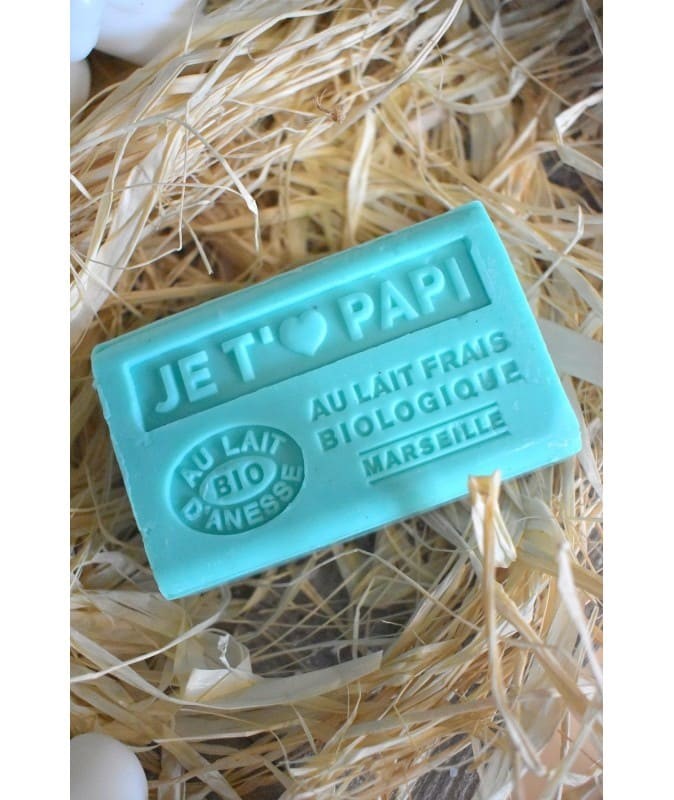 JE T'♥ PAPI
AU LAIT FRAIS
BIOLOGIQUE
MARSEILLE
AU LAIT
BIO
D'ANESSE